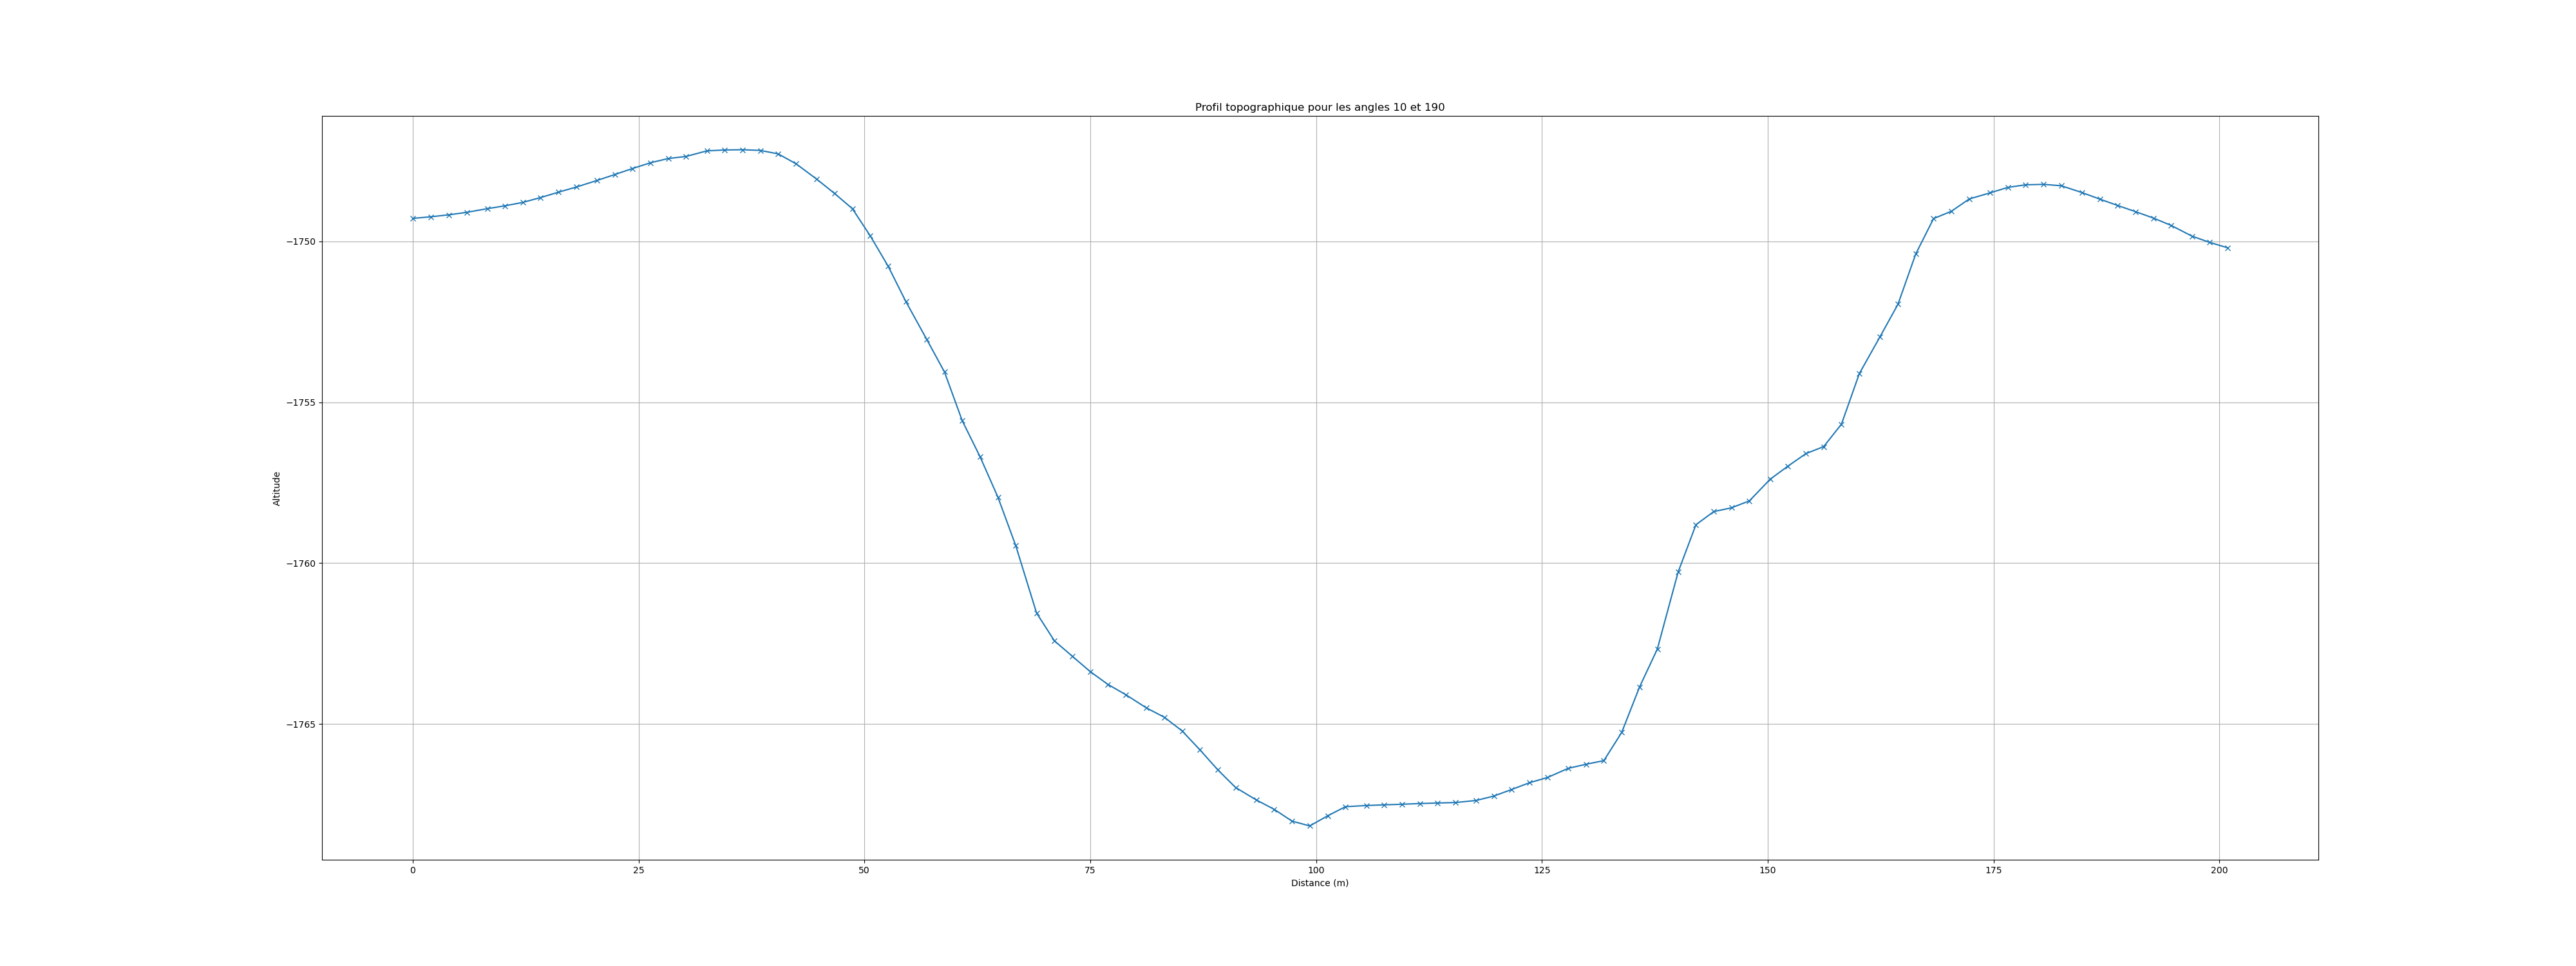 Profil topographique pour les angles 10 et 190
−1750
−1755
−1760
−1765
Altitude
0 25 50 75 100 125 150 175 200
Distance (m)